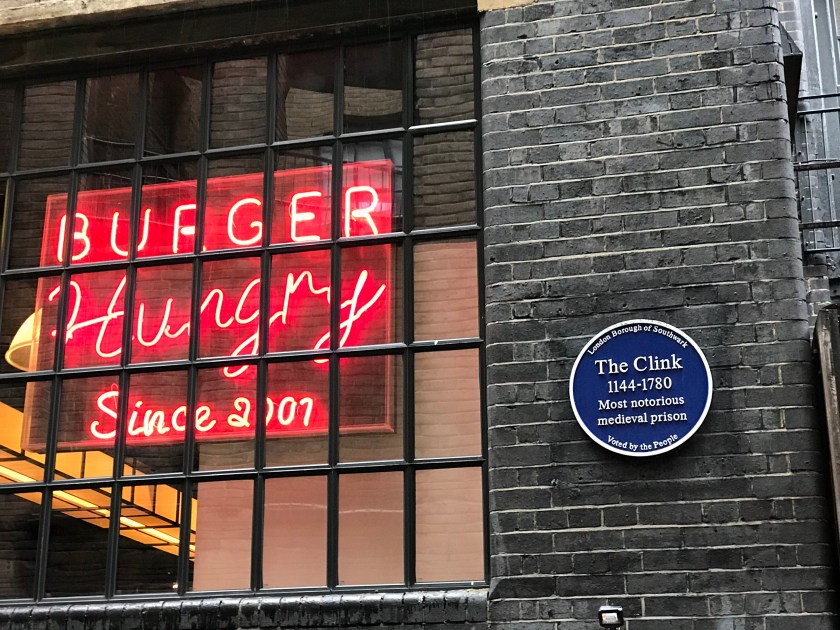 BURGER
Hungry
Since 2001
London Borough of Southwark
The Clink
1144-1780
Most notorious
medieval prison
Voted by the People